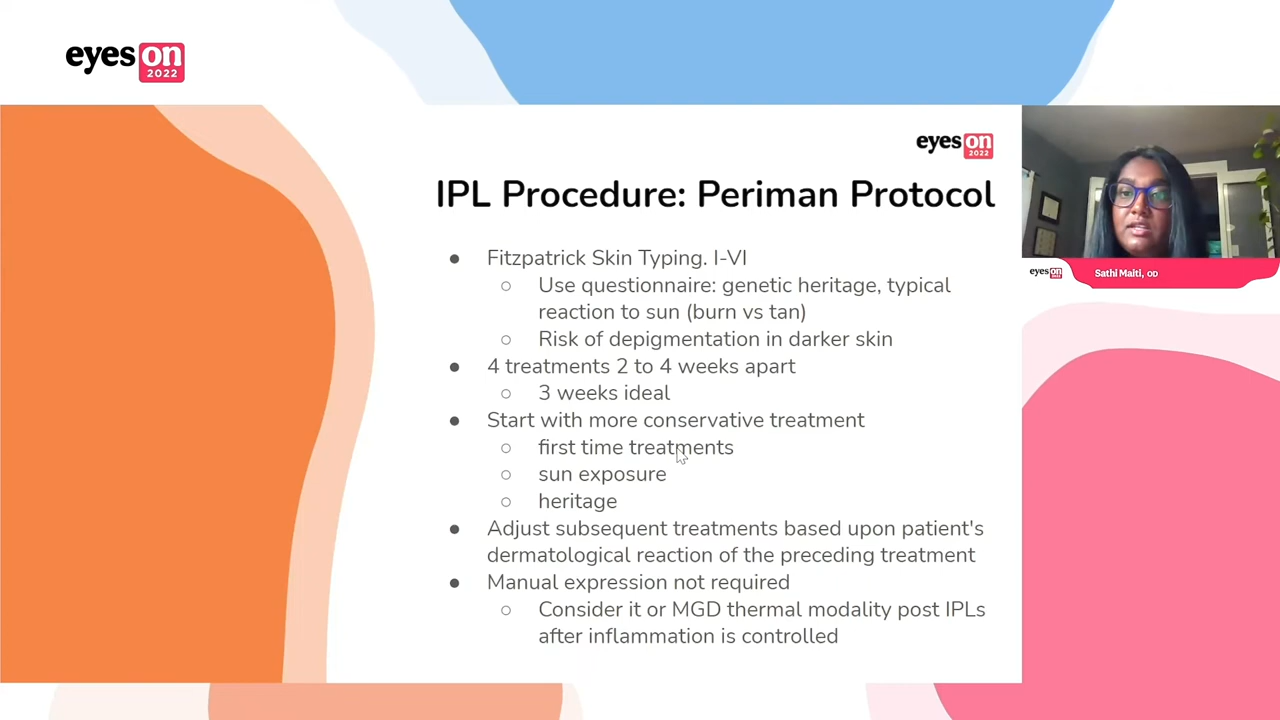 eyes on
2022
eyes on
2022
IPL Procedure: Periman Protocol
● Fitzpatrick Skin Typing. I-VI
○ Use questionnaire: genetic heritage, typical
reaction to sun (burn vs tan)
○ Risk of depigmentation in darker skin
● 4 treatments 2 to 4 weeks apart
○ 3 weeks ideal
● Start with more conservative treatment
○ first time treatments
○ sun exposure
○ heritage
● Adjust subsequent treatments based upon patient's
dermatological reaction of the preceding treatment
● Manual expression not required
○ Consider it or MGD thermal modality post IPLs
after inflammation is controlled
eyes on
Sathi Maiti, OD